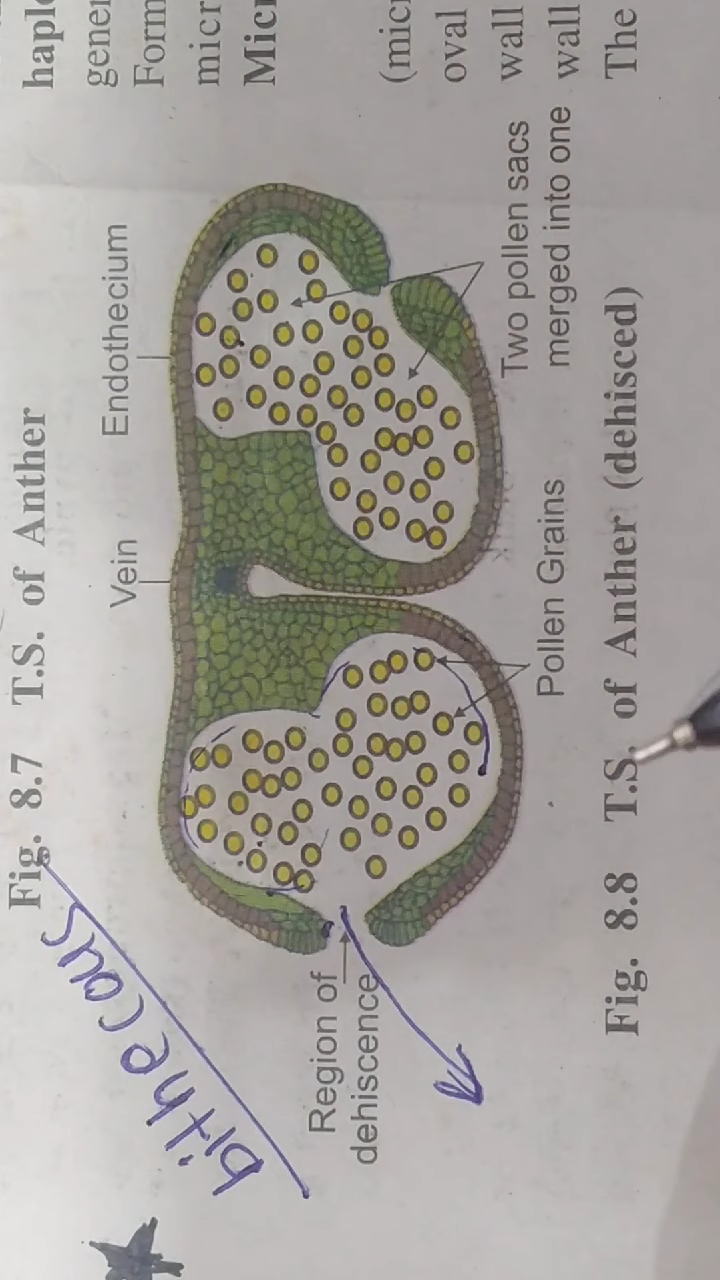 Fig. 8.7 T.S. of Anther
bithecous
Vein
Endothecium
Region of
dehiscence
Pollen Grains
Two pollen sacs
merged into one
Fig. 8.8 T.S. of Anther (dehisced)
gener
Form
micr
Micr
(micr
oval
wall
wall
The